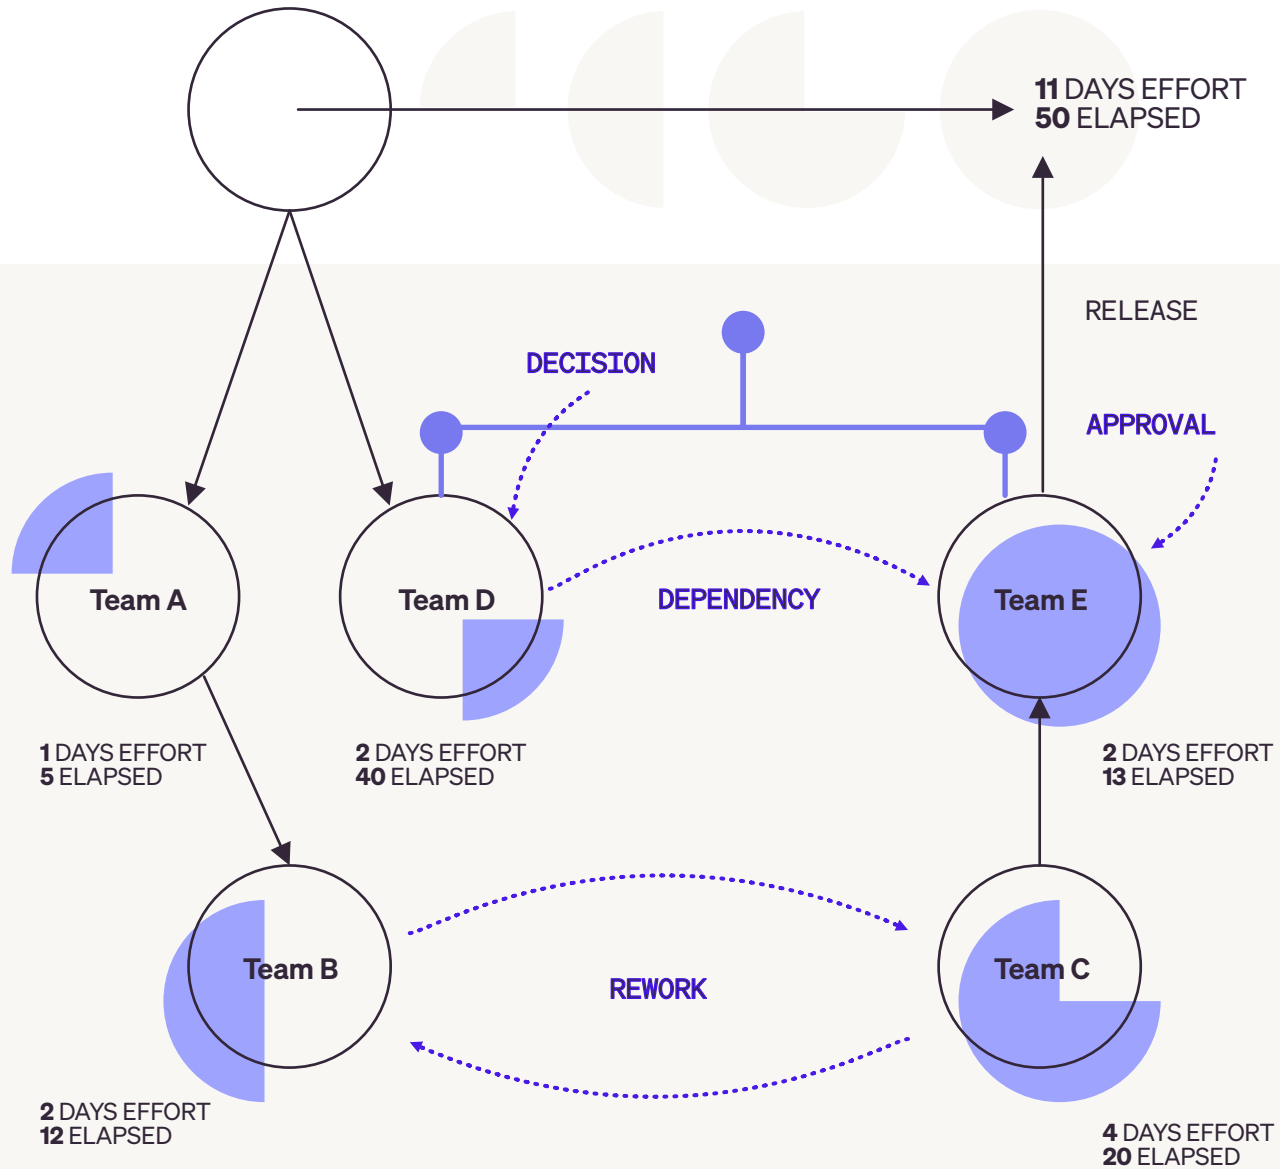 11 DAYS EFFORT
50 ELAPSED
RELEASE
DECISION
APPROVAL
Team A
Team D
DEPENDENCY
Team E
1 DAYS EFFORT
5 ELAPSED
2 DAYS EFFORT
40 ELAPSED
2 DAYS EFFORT
13 ELAPSED
Team B
REWORK
Team C
2 DAYS EFFORT
12 ELAPSED
4 DAYS EFFORT
20 ELAPSED